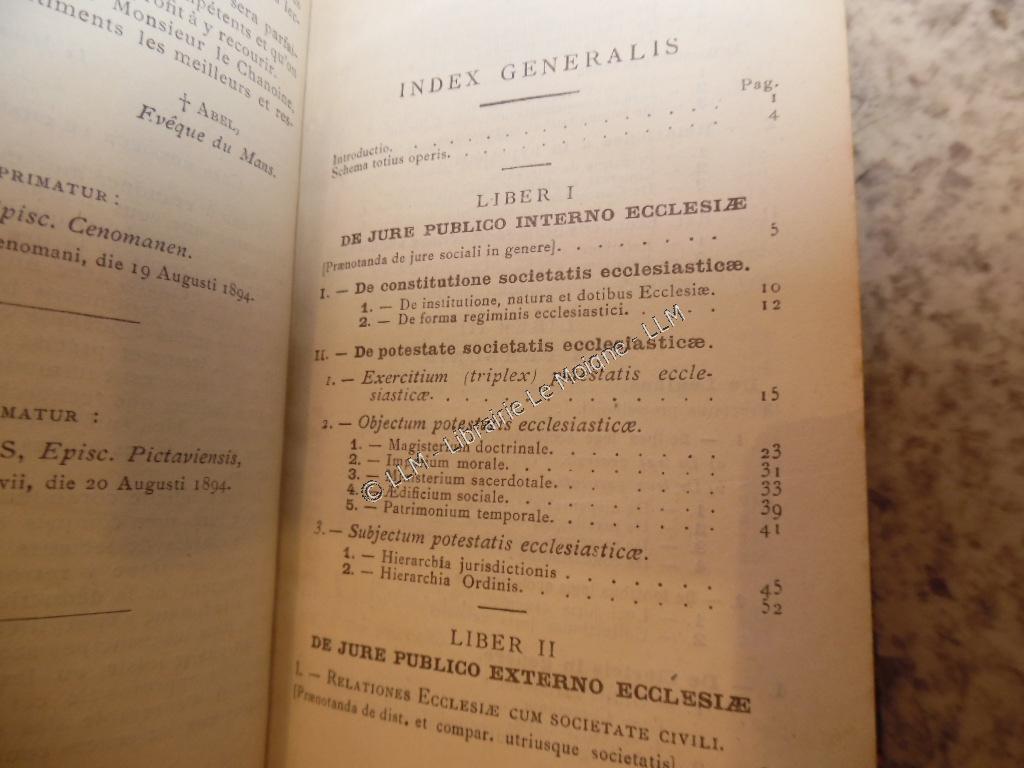 sera parfai-
mpétents et qu'on
rofit à y recourir.
Monsieur le Chanoine,
timents les meilleurs et res-
† ABEL,
Evêque du Mans.
PRIMATUR :
pisc. Cenomanen.
enomani, die 19 Augusti 1894.
MATUR :
S, Episc. Pictaviensis,
vii, die 20 Augusti 1894.
INDEX GENERALIS
Pag.
Introductio. . . . . . . . . . . 1
Schema totius operis. . . . . . . . . . 4
LIBER I
DE JURE PUBLICO INTERNO ECCLESIÆ
[Prænotanda de jure sociali in genere]. . . . . . . 5
I. — De constitutione societatis ecclesiasticæ.
1. — De institutione, natura et dotibus Ecclesiæ. 10
2. — De forma regiminis ecclesiastici. . . . . 12
II. — De potestate societatis ecclesiasticæ.
1. — Exercitium (triplex) potestatis eccle-
siasticæ. . . . . . . . . . . 15
2. — Objectum potestatis ecclesiasticæ.
1. — Magisterium doctrinale. . . . . . . 23
2. — Imperium morale. . . . . . . . 31
3. — Ministerium sacerdotale. . . . . . . 33
4. — Ædificium sociale. . . . . . . . 39
5. — Patrimonium temporale. . . . . . . 41
3. — Subjectum potestatis ecclesiasticæ.
1. — Hierarchia jurisdictionis . . . . . . 45
2. — Hierarchia Ordinis. . . . . . . . 52
LIBER II
DE JURE PUBLICO EXTERNO ECCLESIÆ
I. — RELATIONES ECCLESIÆ CUM SOCIETATE CIVILI.
[Prænotanda de dist. et compar. utriusque societatis]
© LLM - Librairie Le Moigne - LLM